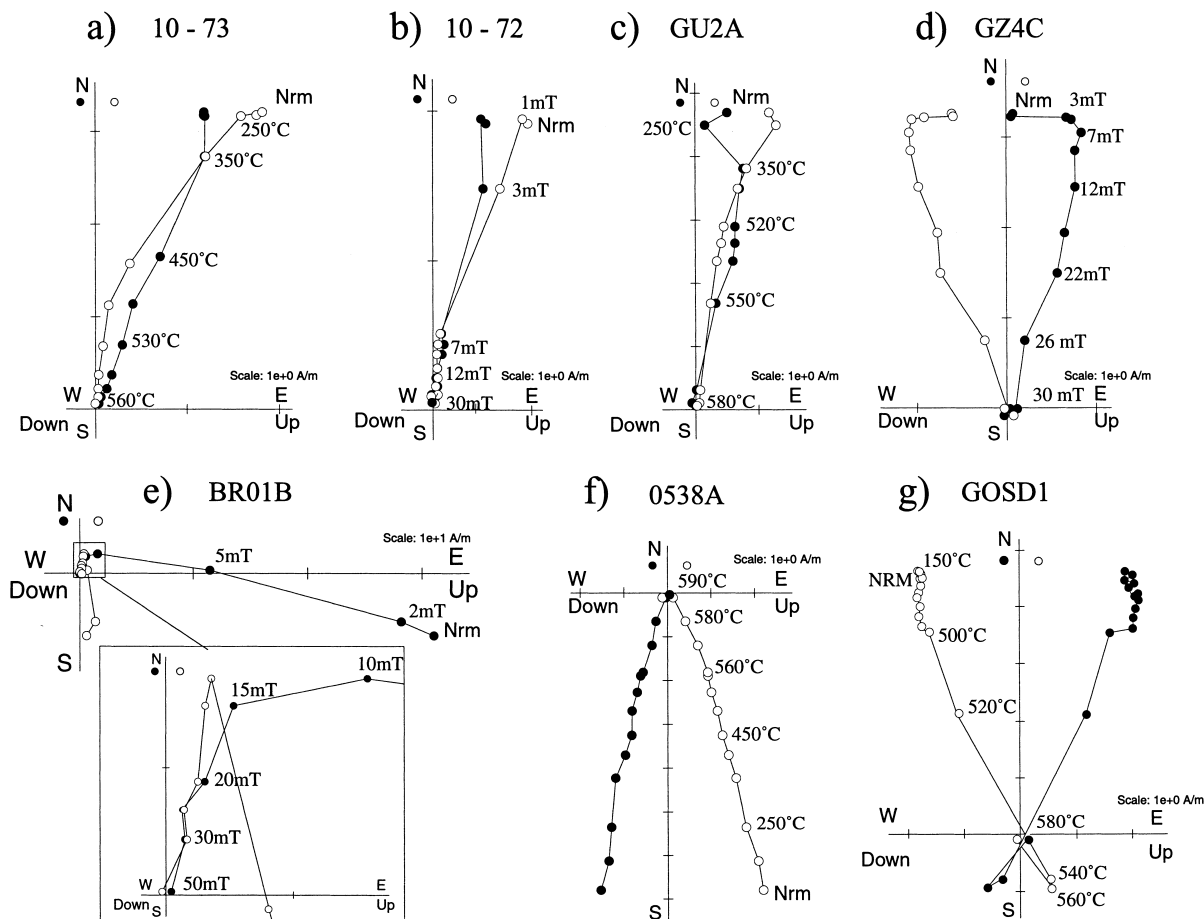 a) 10 - 73
N
Nrm
250°C
350°C
450°C
530°C
Scale: 1e+0 A/m
W E
560°C
Down Up
S
b) 10 - 72
N
1mT
Nrm
3mT
7mT
12mT
Scale: 1e+0 A/m
W E
30mT
Up
S
c) GU2A
N
Nrm
250°C
350°C
520°C
550°C
Scale: 1e+0 A/m
W E
580°C
Down Up
S
d) GZ4C
N
Nrm 3mT
7mT
12mT
22mT
26 mT
Scale: 1e+0 A/m
W 30 mT E
Down Up
S
e) BR01B
N
Scale: 1e+1 A/m
5mT
W E
Down Up
2mT
Nrm
S
N
10mT
15mT
20mT
30mT
W 50mT E
Down Up
S
f) 0538A
N
Scale: 1e+0 A/m
W 590°C E
Down Up
580°C
560°C
450°C
250°C
Nrm
S
g) GOSD1
N
150°C
NRM
500°C
520°C
Scale: 1e+0 A/m
580°C
W E
Down Up
540°C
560°C
S